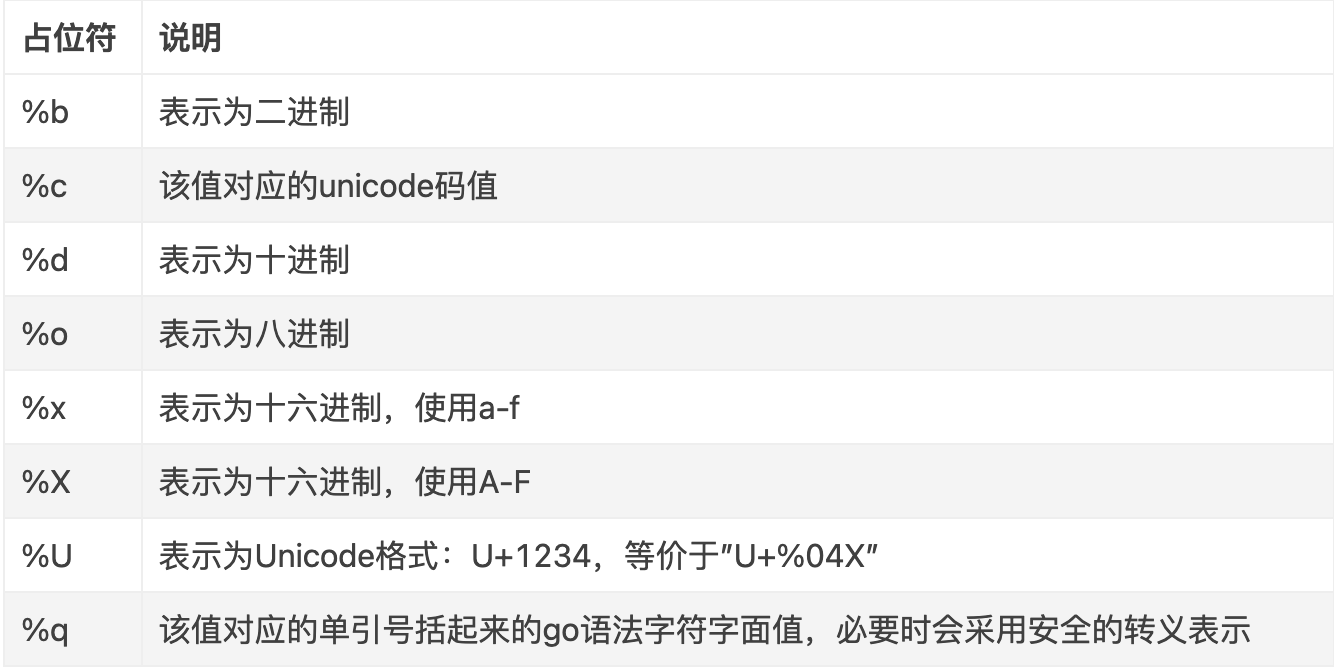 占位符 说明
%b 表示为二进制
%c 该值对应的unicode码值
%d 表示为十进制
%o 表示为八进制
%x 表示为十六进制，使用a-f
%X 表示为十六进制，使用A-F
%U 表示为Unicode格式：U+1234，等价于”U+%04X”
%q 该值对应的单引号括起来的go语法字符字面值，必要时会采用安全的转义表示